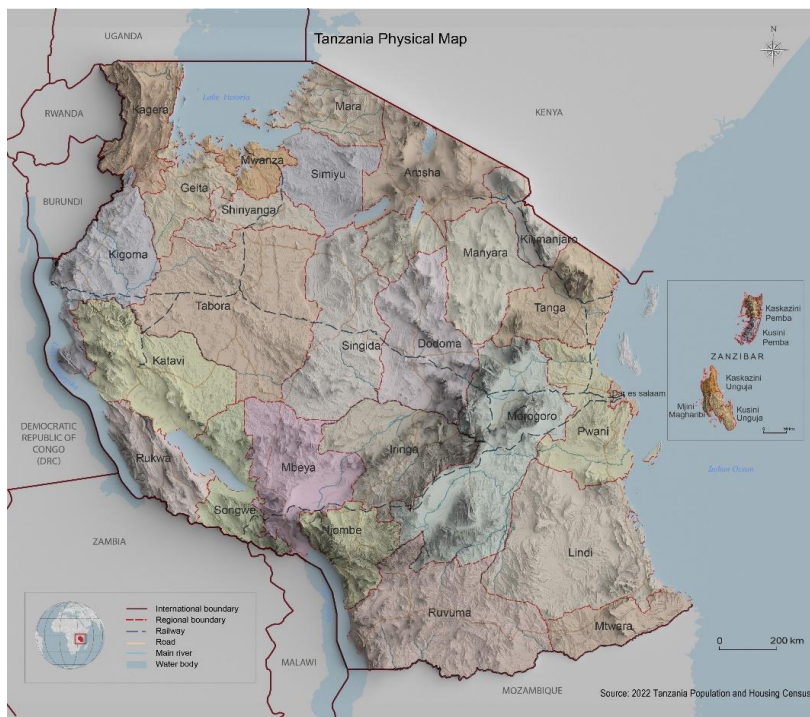 Tanzania Physical Map
N
UGANDA
RWANDA
BURUNDI
KENYA
Lake Victoria
Kagera
Mara
Mwanza
Simiyu
Arusha
Geita
Shinyanga
Kilimanjaro
Kigoma
Manyara
Tabora
Tanga
Singida
Dodoma
Katavi
Dar es salaam
Morogoro
Pwani
Iringa
Mbeya
Rukwa
Songwe
Njombe
Lindi
Ruvuma
Mtwara
DEMOCRATIC
REPUBLIC OF
CONGO
(DRC)
ZAMBIA
MALAWI
MOZAMBIQUE
Indian Ocean
Kaskazini
Pemba
Kusini
Pemba
ZANZIBAR
Kaskazini
Unguja
Mjini
Magharibi
Kusini
Unguja
International boundary
Regional boundary
Railway
Road
Main river
Water body
0 200 km
Source: 2022 Tanzania Population and Housing Census